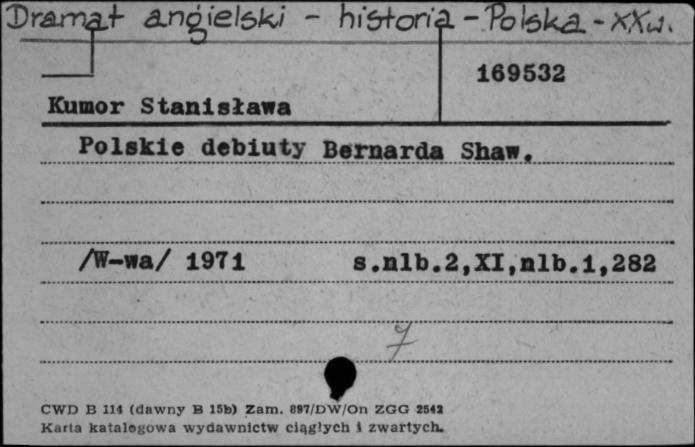 Dramat angielski - historia - Polska - XX w.
169532
Kumor Stanisława
Polskie debiuty Bernarda Shaw.
/W-wa/ 1971 s.nlb.2,XI,nlb.1,282
7
CWD B 114 (dawny B 15b) Zam. 897/DW/On ZGG 2542
Karta katalogowa wydawnictw ciągłych i zwartych.